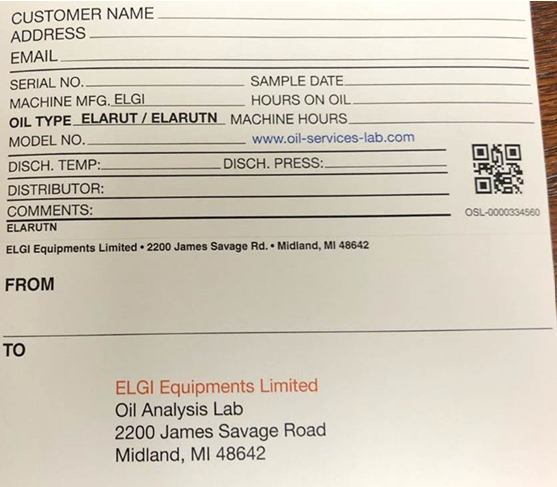 CUSTOMER NAME
ADDRESS
EMAIL
SERIAL NO. SAMPLE DATE
MACHINE MFG. ELGI HOURS ON OIL
OIL TYPE ELARUT / ELARUTN MACHINE HOURS
MODEL NO. www.oil-services-lab.com
DISCH. TEMP: DISCH. PRESS:
DISTRIBUTOR:
COMMENTS:
OSL-0000334560
ELARUTN
ELGI Equipments Limited • 2200 James Savage Rd. • Midland, MI 48642
FROM
TO
ELGI Equipments Limited
Oil Analysis Lab
2200 James Savage Road
Midland, MI 48642